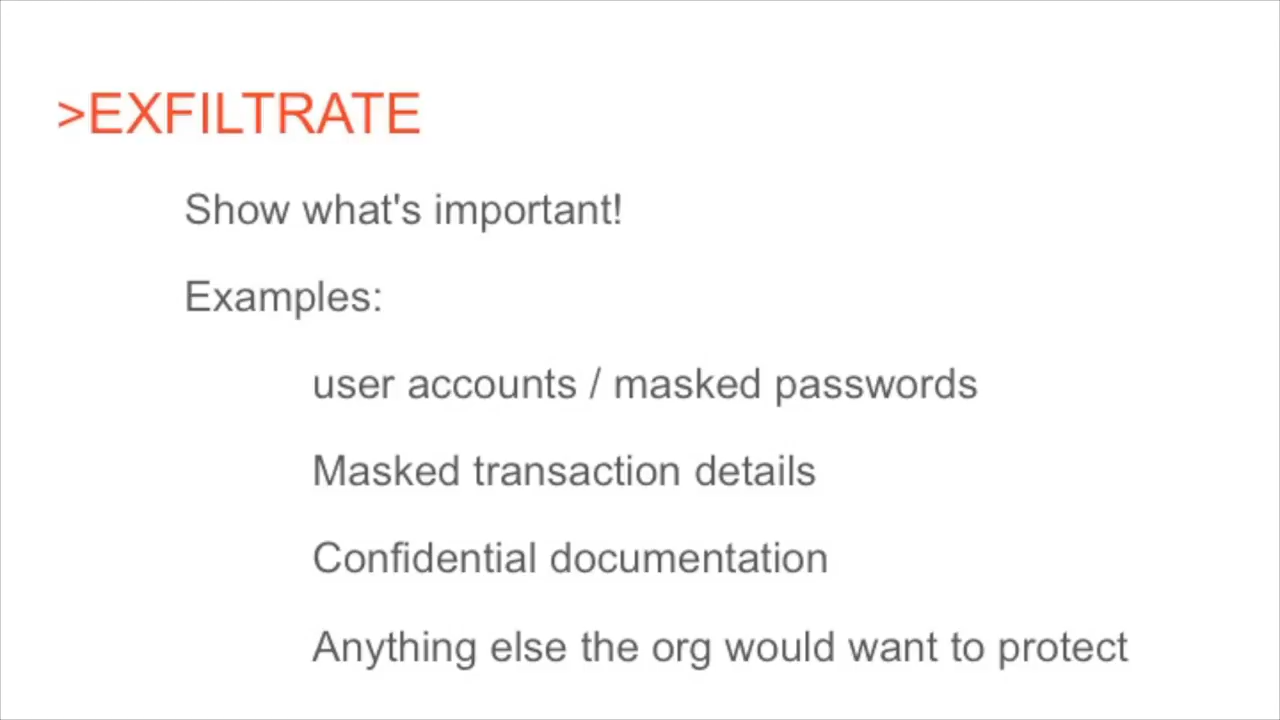 >EXFILTRATE
Show what's important!
Examples:
user accounts / masked passwords
Masked transaction details
Confidential documentation
Anything else the org would want to protect